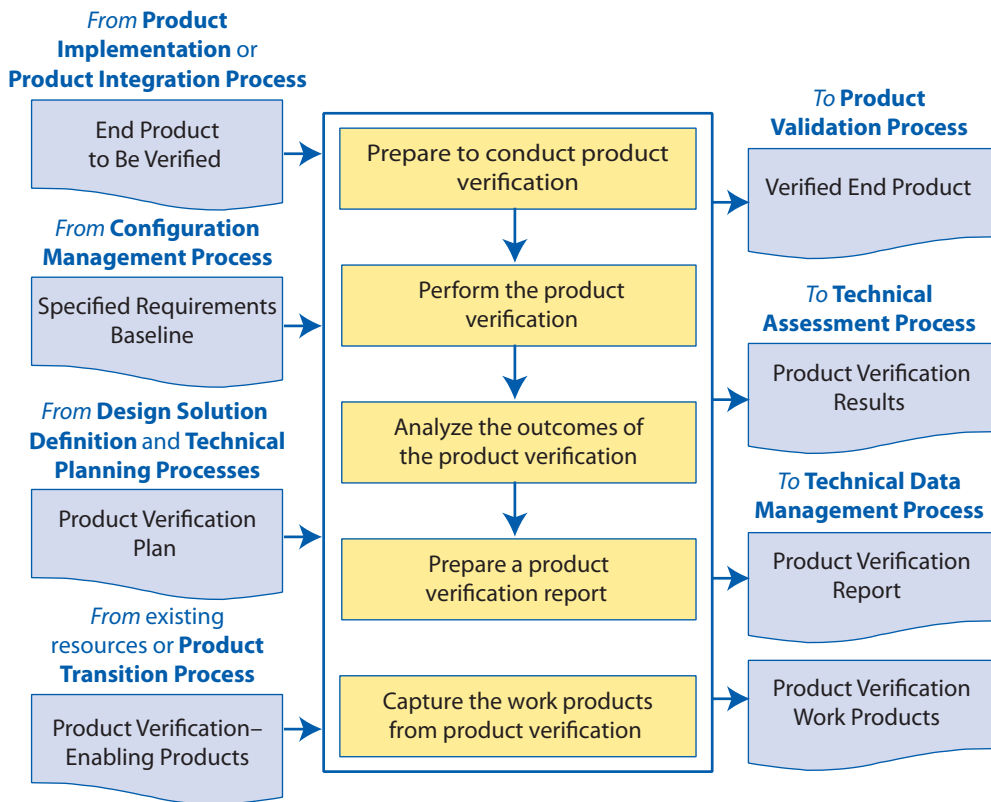 From Product
Implementation or
Product Integration Process
End Product
to Be Verified
From Configuration
Management Process
Specified Requirements
Baseline
From Design Solution
Definition and Technical
Planning Processes
Product Verification
Plan
From existing
resources or Product
Transition Process
Product Verification–
Enabling Products
Prepare to conduct product
verification
Perform the product
verification
Analyze the outcomes of
the product verification
Prepare a product
verification report
Capture the work products
from product verification
To Product
Validation Process
Verified End Product
To Technical
Assessment Process
Product Verification
Results
To Technical Data
Management Process
Product Verification
Report
Product Verification
Work Products